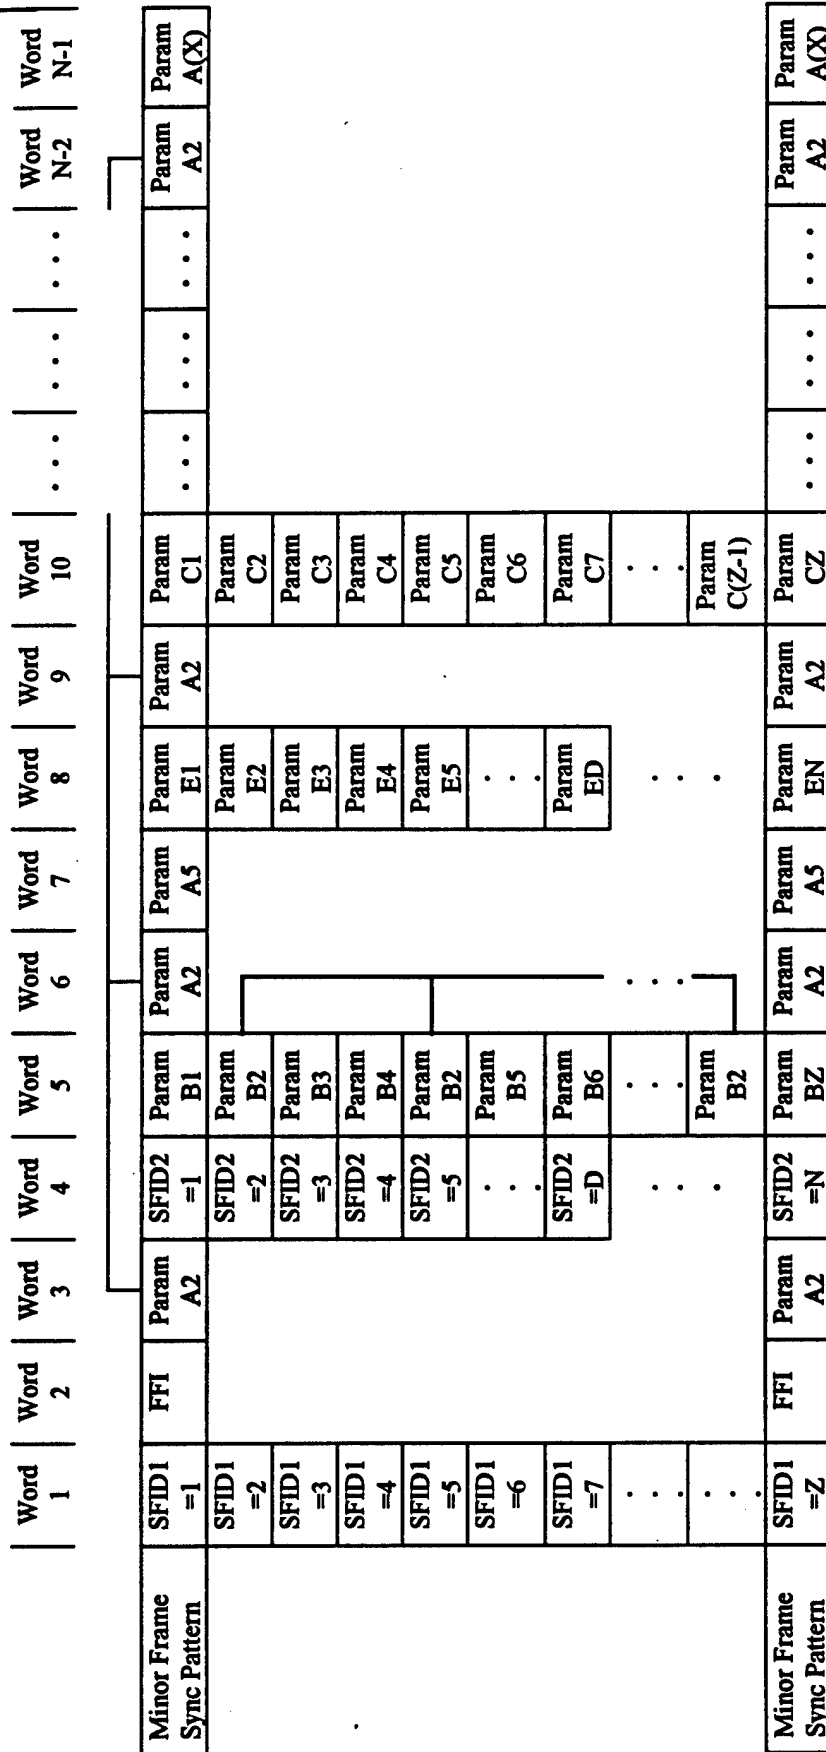 Word 1 | Word 2 | Word 3 | Word 4 | Word 5 | Word 6 | Word 7 | Word 8 | Word 9 | Word 10 | . . . | . . . | . . . | Word N-2 | Word N-1
Minor Frame Sync Pattern | SFID1 =1 | FFI | Param A2 | SFID2 =1 | Param B1 | Param A2 | Param A5 | Param E1 | Param A2 | Param C1 | . . . | . . . | . . . | Param A2 | Param A(X)
SFID1 =2 | SFID2 =2 | Param B2 | Param E2 | Param C2
SFID1 =3 | SFID2 =3 | Param B3 | Param E3 | Param C3
SFID1 =4 | SFID2 =4 | Param B4 | Param E4 | Param C4
SFID1 =5 | SFID2 =5 | Param B2 | Param E5 | Param C5
SFID1 =6 | . . . | Param B5 | . . . | Param C6
SFID1 =7 | SFID2 =D | Param B6 | Param ED | Param C7
. . . | . . . | . . . | . . . | . . . | . . .
. . . | Param B2 | Param C(Z-1)
Minor Frame Sync Pattern | SFID1 =Z | FFI | Param A2 | SFID2 =N | Param BZ | Param A2 | Param A5 | Param EN | Param A2 | Param CZ | . . . | . . . | . . . | Param A2 | Param A(X)